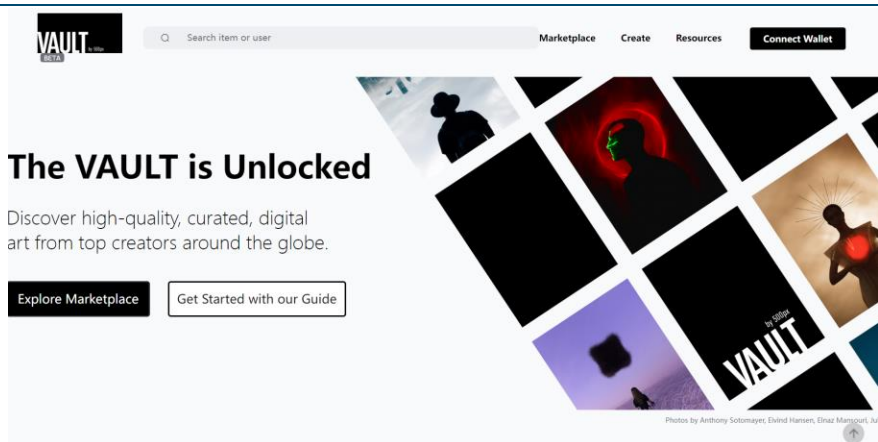 VAULT by 500px
BETA
Search item or user
Marketplace Create Resources Connect Wallet
The VAULT is Unlocked
Discover high-quality, curated, digital
art from top creators around the globe.
Explore Marketplace Get Started with our Guide
by 500px
VAULT
Photos by Anthony Sotomayer, Eivind Hansen, Elnaz Mansouri,